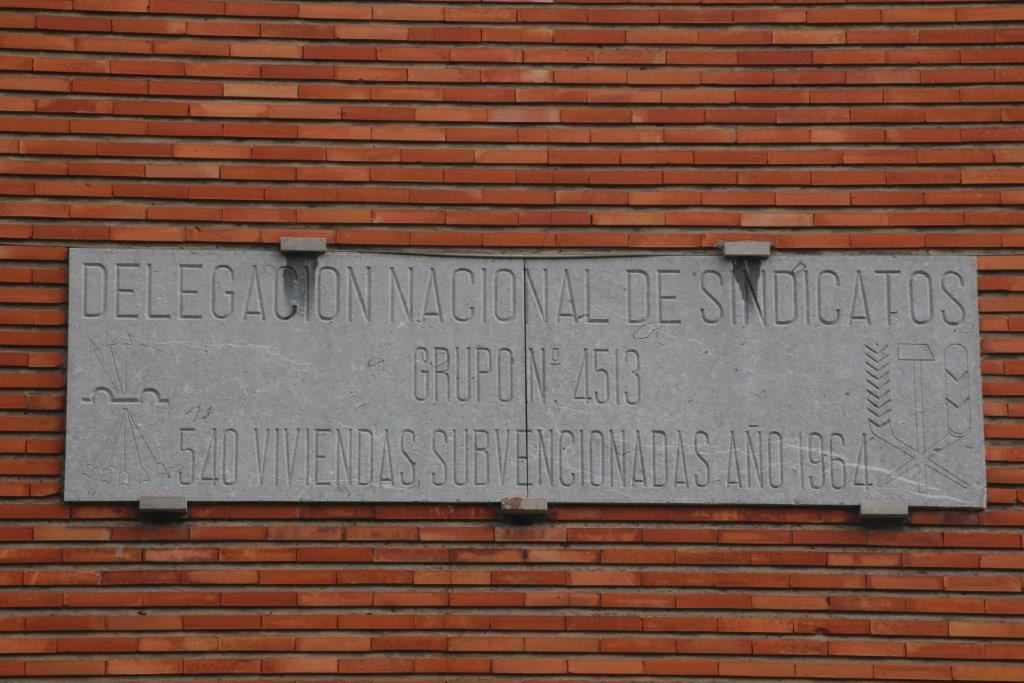 DELEGACION NACIONAL DE SINDICATOS
GRUPO Nº. 4513
540 VIVIENDAS SUBVENCIONADAS AÑO 1964.